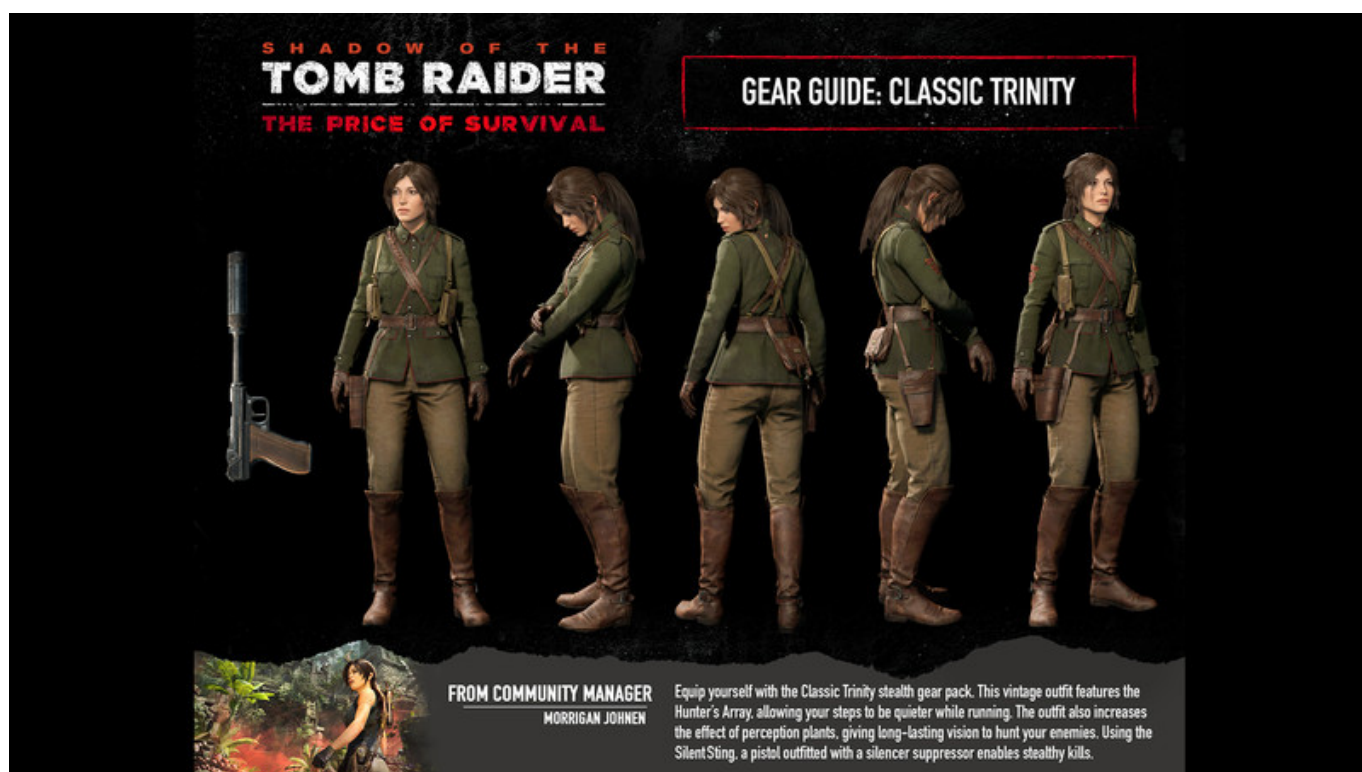 SHADOW OF THE
TOMB RAIDER
THE PRICE OF SURVIVAL
GEAR GUIDE: CLASSIC TRINITY
FROM COMMUNITY MANAGER
MORRIGAN JOHNEN
Equip yourself with the Classic Trinity stealth gear pack. This vintage outfit features the
Hunter's Array, allowing your steps to be quieter while running. The outfit also increases
the effect of perception plants, giving long-lasting vision to hunt your enemies. Using the
Silent Sting, a pistol outfitted with a silencer suppressor enables stealthy kills.